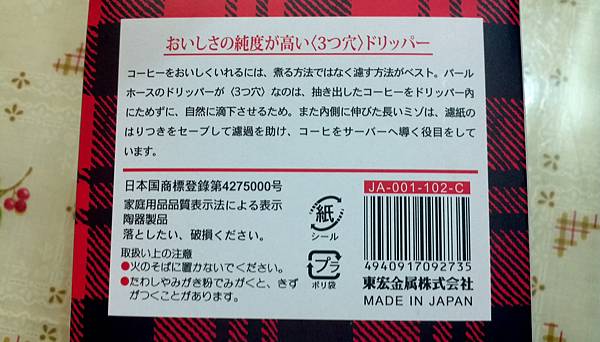 おいしさの純度が高い〈3つ穴〉ドリッパー
コーヒーをおいしくいれるには、煮る方法ではなく濾す方法がベスト。パール
ホースのドリッパーが〈3つ穴〉なのは、抽き出したコーヒーをドリッパー内
にためずに、自然に滴下させるため。また内側に伸びた長いミゾは、濾紙の
はりつきをセーブして濾過を助け、コーヒをサーバーへ導く役目をして
います。
日本国商標登錄第4275000号
家庭用品品質表示法による表示
陶器製品
落としたい、破損ください。
取扱い上の注意
●火のそばに置かないでください。
●たわしやみがき粉でみがくと、きず
がつくことがあります。
紙
シール
プラ
ポリ袋
JA-001-102-C
4940917092735
東宏金属株式会社
MADE IN JAPAN